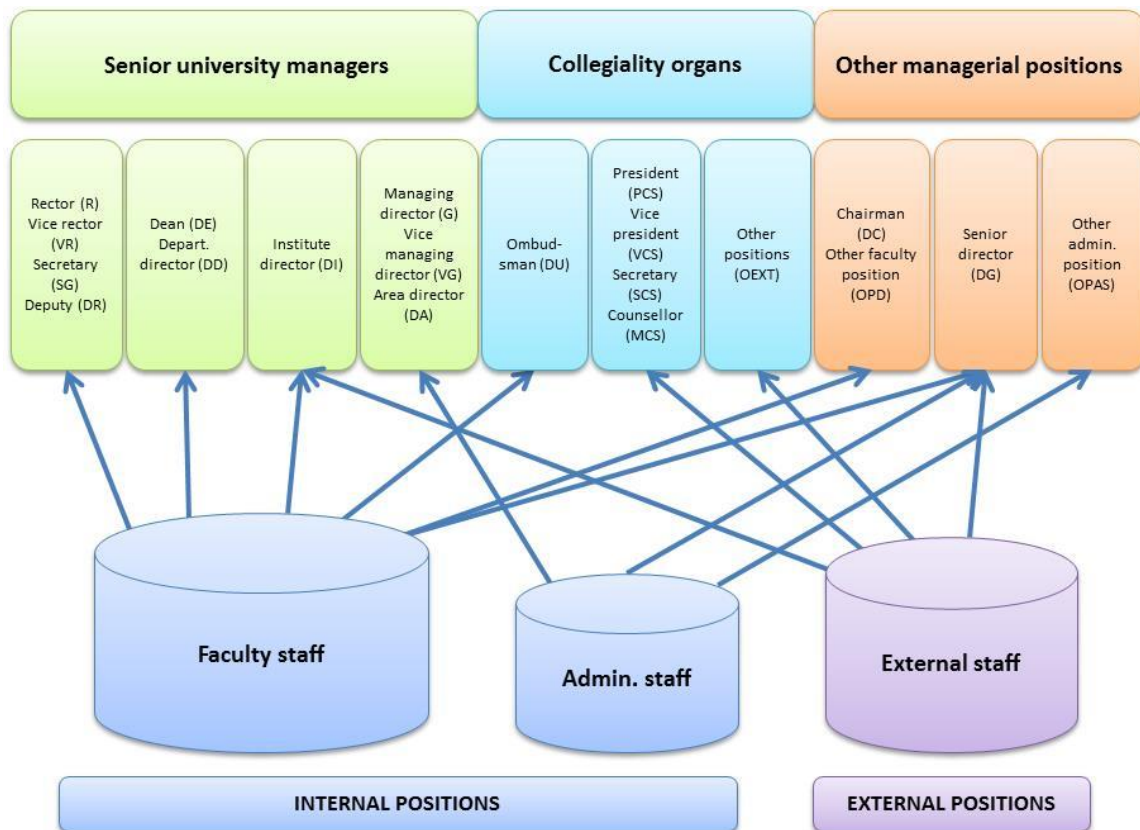 Senior university managers
Collegiality organs
Other managerial positions
Rector (R)
Vice rector
(VR)
Secretary
(SG)
Deputy (DR)
Dean (DE)
Depart.
director (DD)
Institute
director (DI)
Managing
director (G)
Vice
managing
director (VG)
Area director
(DA)
Ombud-
sman (DU)
President
(PCS)
Vice
president
(VCS)
Secretary
(SCS)
Counsellor
(MCS)
Other
positions
(OEXT)
Chairman
(DC)
Other faculty
position
(OPD)
Senior
director
(DG)
Other
admin.
position
(OPAS)
Faculty staff
Admin. staff
External staff
INTERNAL POSITIONS
EXTERNAL POSITIONS